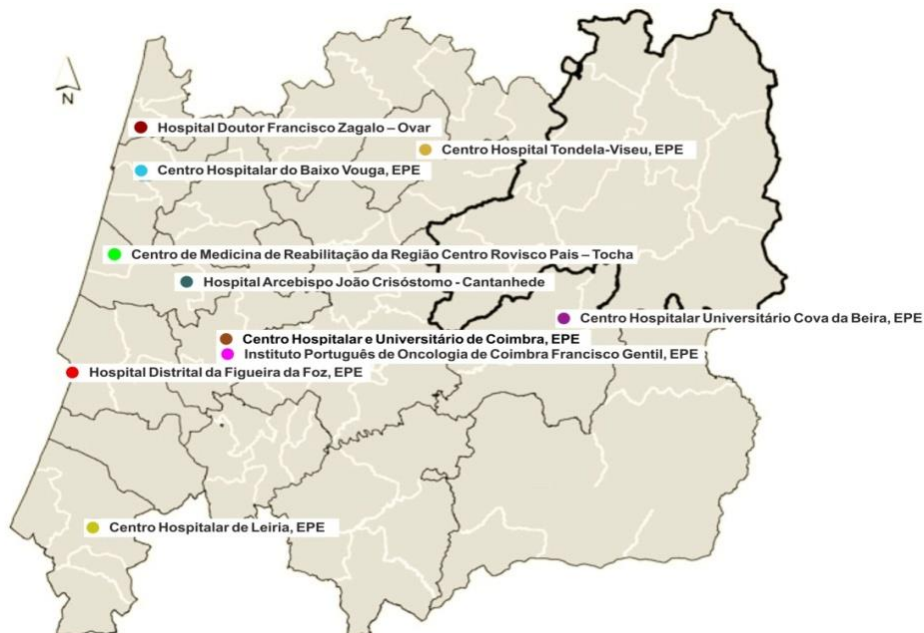 N
Hospital Doutor Francisco Zagalo – Ovar
Centro Hospital Tondela-Viseu, EPE
Centro Hospitalar do Baixo Vouga, EPE
Centro de Medicina de Reabilitação da Região Centro Rovisco Pais – Tocha
Hospital Arcebispo João Crisóstomo - Cantanhede
Centro Hospitalar Universitário Cova da Beira, EPE
Centro Hospitalar e Universitário de Coimbra, EPE
Instituto Português de Oncologia de Coimbra Francisco Gentil, EPE
Hospital Distrital da Figueira da Foz, EPE
Centro Hospitalar de Leiria, EPE